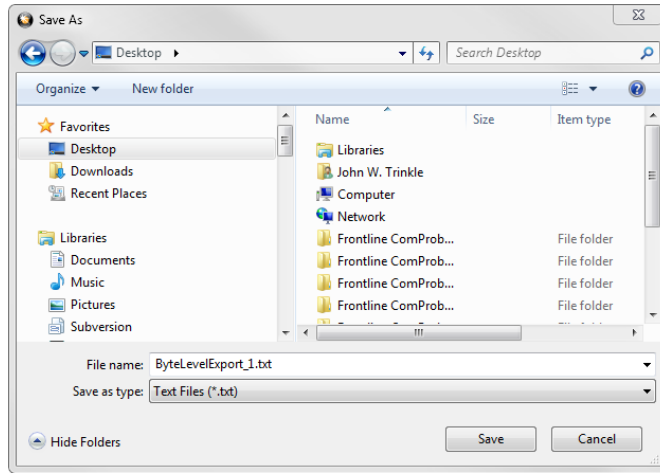 Save As
Desktop
Search Desktop
Organize
New folder
Name Size Item type
Favorites
Desktop
Downloads
Recent Places
Libraries
Documents
Music
Pictures
Subversion
Libraries
John W. Trinkle
Computer
Network
Frontline ComProb... File folder
Frontline ComProb... File folder
Frontline ComProb... File folder
Frontline ComProb... File folder
File name: ByteLevelExport_1.txt
Save as type: Text Files (*.txt)
Hide Folders
Save
Cancel